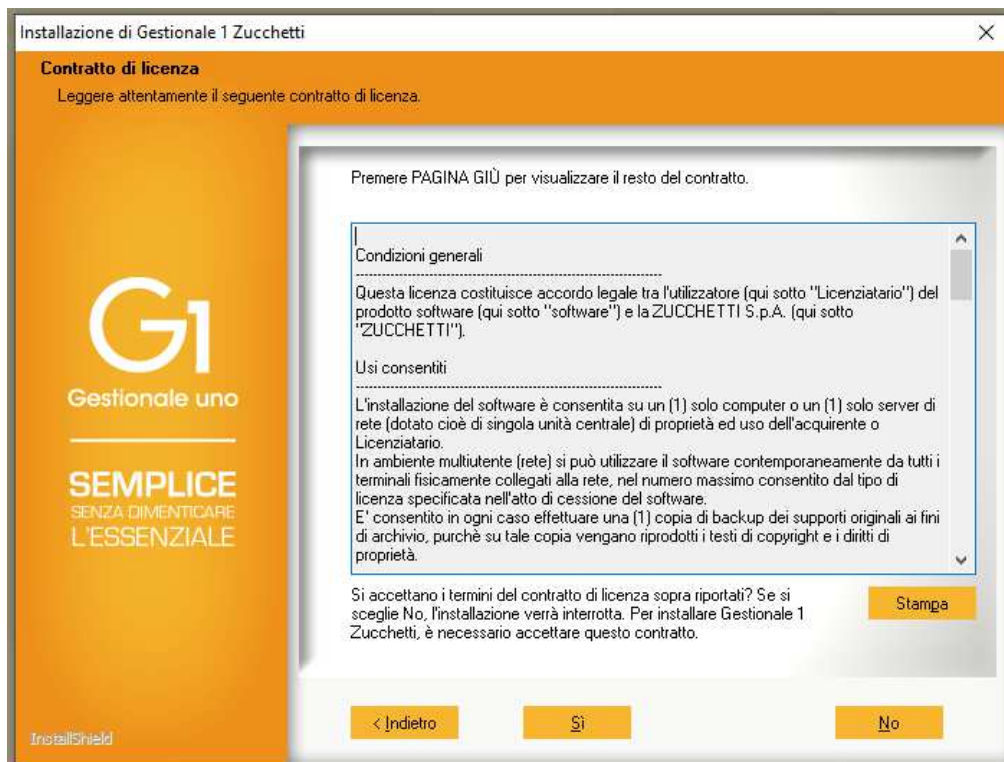 Installazione di Gestionale 1 Zucchetti
Contratto di licenza
Leggere attentamente il seguente contratto di licenza.
G1
Gestionale uno
SEMPLICE
SENZA DIMENTICARE
L'ESSENZIALE
InstallShield
Premere PAGINA GIÙ per visualizzare il resto del contratto.
Condizioni generali
--------------------------------------------------------------------
Questa licenza costituisce accordo legale tra l'utilizzatore (qui sotto "Licenziatario") del
prodotto software (qui sotto "software") e la ZUCCHETTI S.p.A. (qui sotto
"ZUCCHETTI").
Usi consentiti
--------------------------------------------------------------------
L'installazione del software è consentita su un (1) solo computer o un (1) solo server di
rete (dotato cioè di singola unità centrale) di proprietà ed uso dell'acquirente o
Licenziatario.
In ambiente multiutente (rete) si può utilizzare il software contemporaneamente da tutti i
terminali fisicamente collegati alla rete, nel numero massimo consentito dal tipo di
licenza specificata nell'atto di cessione del software.
E' consentito in ogni caso effettuare una (1) copia di backup dei supporti originali ai fini
di archivio, purchè su tale copia vengano riprodotti i testi di copyright e i diritti di
proprietà.
Si accettano i termini del contratto di licenza sopra riportati? Se si
sceglie No, l'installazione verrà interrotta. Per installare Gestionale 1
Zucchetti, è necessario accettare questo contratto.
Stampa
< Indietro
Sì
No